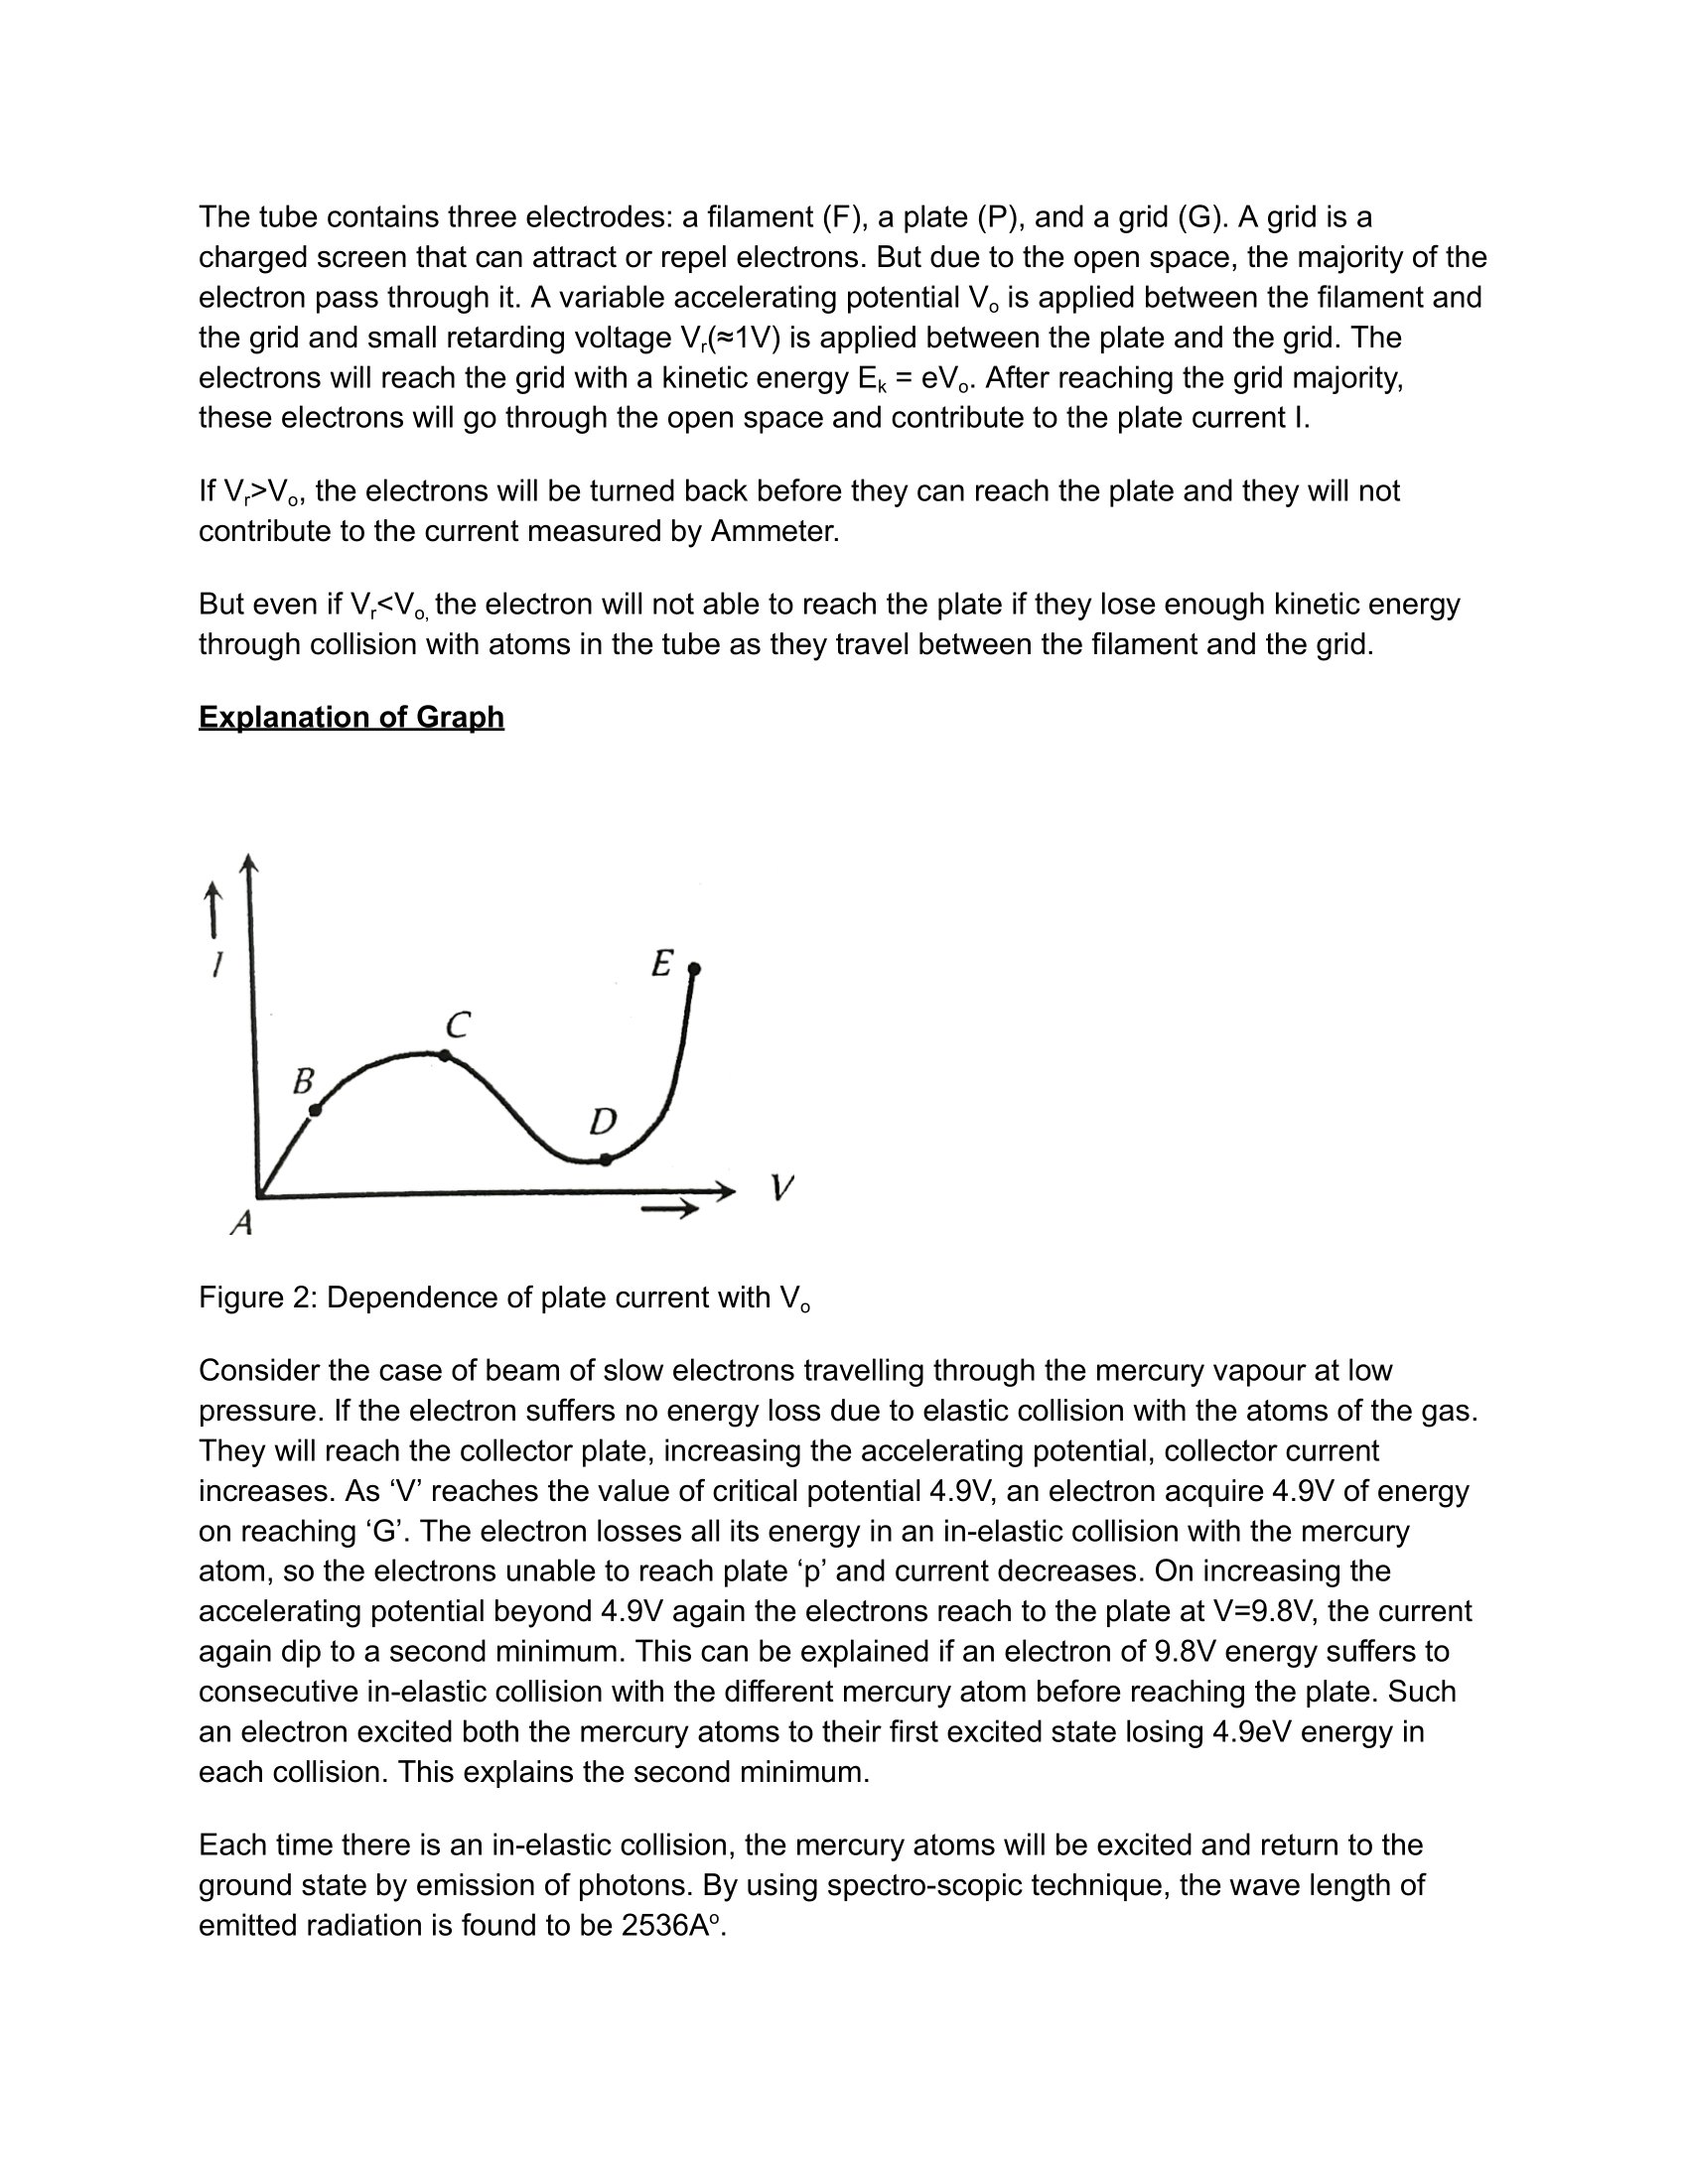 The tube contains three electrodes: a filament (F), a plate (P), and a grid (G). A grid is a
charged screen that can attract or repel electrons. But due to the open space, the majority of the
electron pass through it. A variable accelerating potential Vₒ is applied between the filament and
the grid and small retarding voltage Vᵣ(≈1V) is applied between the plate and the grid. The
electrons will reach the grid with a kinetic energy Eₖ = eVₒ. After reaching the grid majority,
these electrons will go through the open space and contribute to the plate current I.
If Vᵣ>Vₒ, the electrons will be turned back before they can reach the plate and they will not
contribute to the current measured by Ammeter.
But even if Vᵣ<Vₒ, the electron will not able to reach the plate if they lose enough kinetic energy
through collision with atoms in the tube as they travel between the filament and the grid.
Explanation of Graph
I
E
C
B
D
V
A
Figure 2: Dependence of plate current with Vₒ
Consider the case of beam of slow electrons travelling through the mercury vapour at low
pressure. If the electron suffers no energy loss due to elastic collision with the atoms of the gas.
They will reach the collector plate, increasing the accelerating potential, collector current
increases. As ‘V’ reaches the value of critical potential 4.9V, an electron acquire 4.9V of energy
on reaching ‘G’. The electron losses all its energy in an in-elastic collision with the mercury
atom, so the electrons unable to reach plate ‘p’ and current decreases. On increasing the
accelerating potential beyond 4.9V again the electrons reach to the plate at V=9.8V, the current
again dip to a second minimum. This can be explained if an electron of 9.8V energy suffers to
consecutive in-elastic collision with the different mercury atom before reaching the plate. Such
an electron excited both the mercury atoms to their first excited state losing 4.9eV energy in
each collision. This explains the second minimum.
Each time there is an in-elastic collision, the mercury atoms will be excited and return to the
ground state by emission of photons. By using spectro-scopic technique, the wave length of
emitted radiation is found to be 2536Aº.